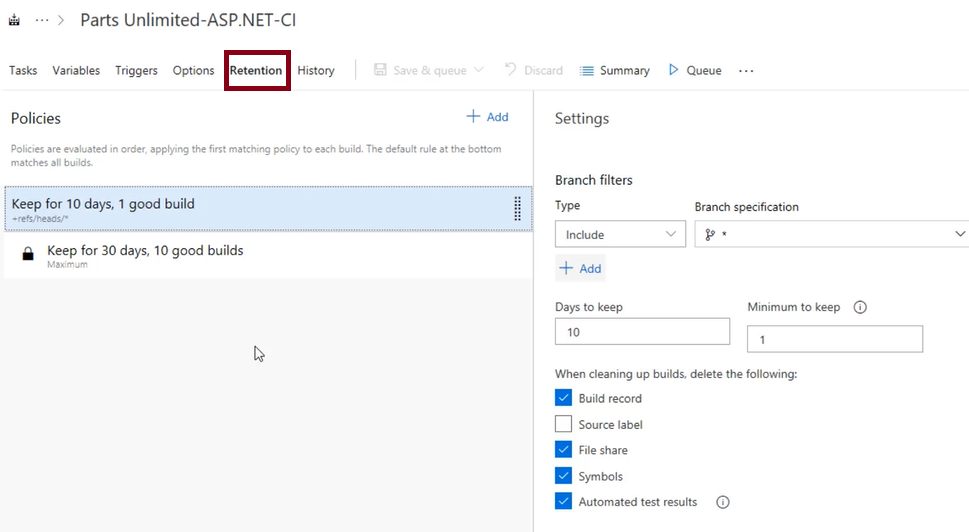 ... > Parts Unlimited-ASP.NET-CI
Tasks Variables Triggers Options Retention History Save & queue Discard Summary Queue ...
Policies
+ Add
Policies are evaluated in order, applying the first matching policy to each build. The default rule at the bottom
matches all builds.
Keep for 10 days, 1 good build
+refs/heads/*
Keep for 30 days, 10 good builds
Maximum
Settings
Branch filters
Type Branch specification
Include *
+ Add
Days to keep Minimum to keep
10 1
When cleaning up builds, delete the following:
Build record
Source label
File share
Symbols
Automated test results